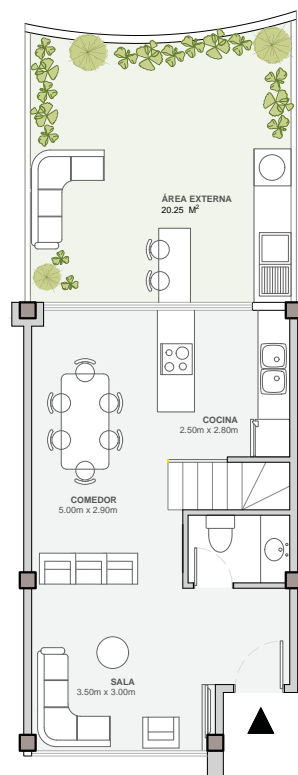 ÁREA EXTERNA
20.25 M²
COCINA
2.50m x 2.80m
COMEDOR
5.00m x 2.90m
SALA
3.50m x 3.00m